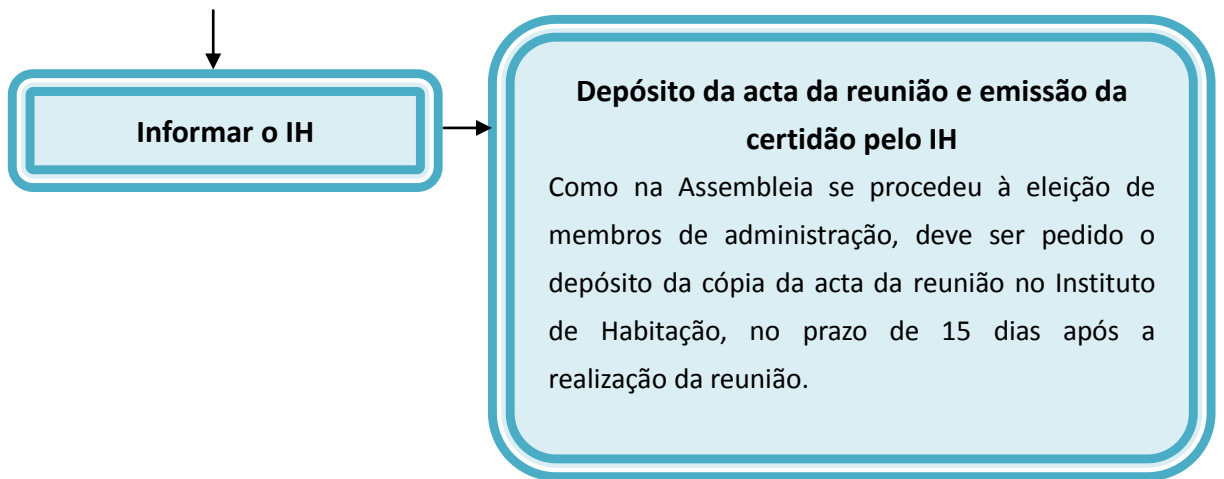 Informar o IH
Depósito da acta da reunião e emissão da
certidão pelo IH
Como na Assembleia se procedeu à eleição de
membros de administração, deve ser pedido o
depósito da cópia da acta da reunião no Instituto
de Habitação, no prazo de 15 dias após a
realização da reunião.